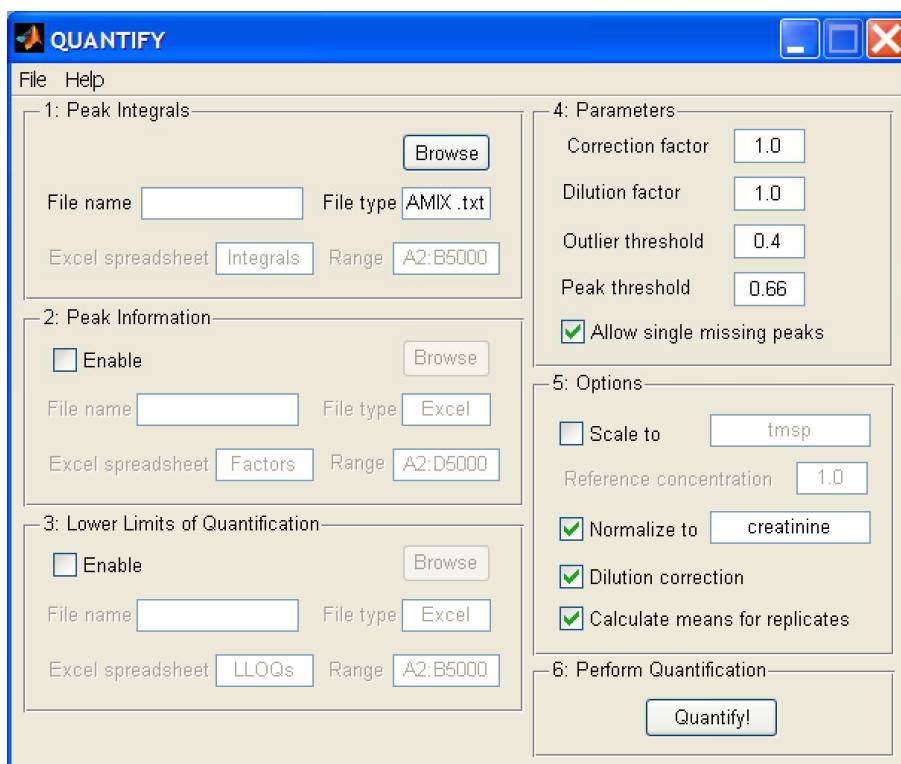 QUANTIFY
File Help
1: Peak Integrals
Browse
File name File type AMIX .txt
Excel spreadsheet Integrals Range A2:B5000
2: Peak Information
Enable Browse
File name File type Excel
Excel spreadsheet Factors Range A2:D5000
3: Lower Limits of Quantification
Enable Browse
File name File type Excel
Excel spreadsheet LLOQs Range A2:B5000
4: Parameters
Correction factor 1.0
Dilution factor 1.0
Outlier threshold 0.4
Peak threshold 0.66
Allow single missing peaks
5: Options
Scale to tmsp
Reference concentration 1.0
Normalize to creatinine
Dilution correction
Calculate means for replicates
6: Perform Quantification
Quantify!